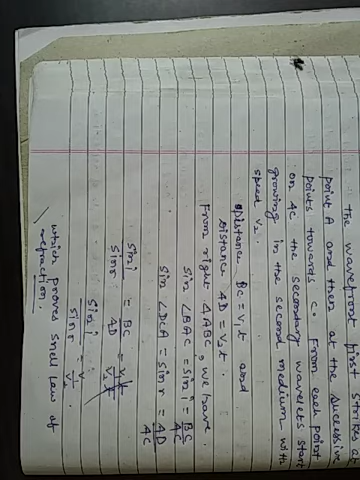 the wavefront first strikes at
point A and then at the successive
points towards C. From each point
on AC the secondary wavelets start
growing in the second medium with
speed v₂.
Distance BC = v₁t and
Distance AD = v₂t.
From right ΔABC, we have.
Sin ∠BAC = sin i = BC/AC
Sin ∠DCA = Sin r = AD/AC
Sin i / Sin r = BC/AD = v₁t/v₂t
Sin i / Sin r = v₁/v₂
which proves snell law of
refraction.